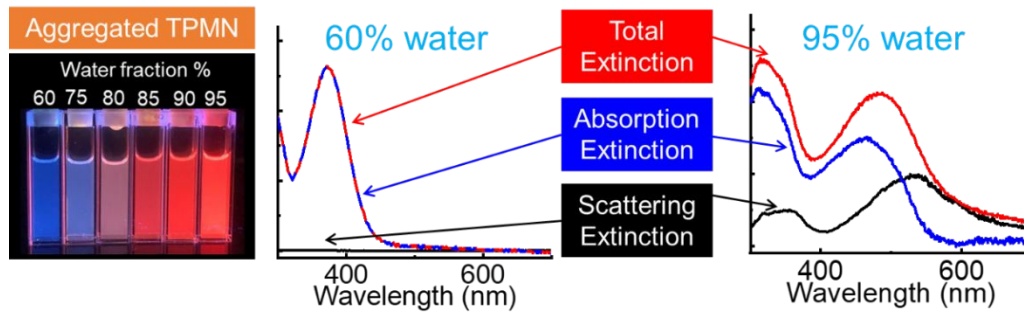 Aggregated TPMN
Water fraction %
60 75 80 85 90 95
60% water
400
600
Wavelength (nm)
Total
Extinction
Absorption
Extinction
Scattering
Extinction
95% water
400
600
Wavelength (nm)